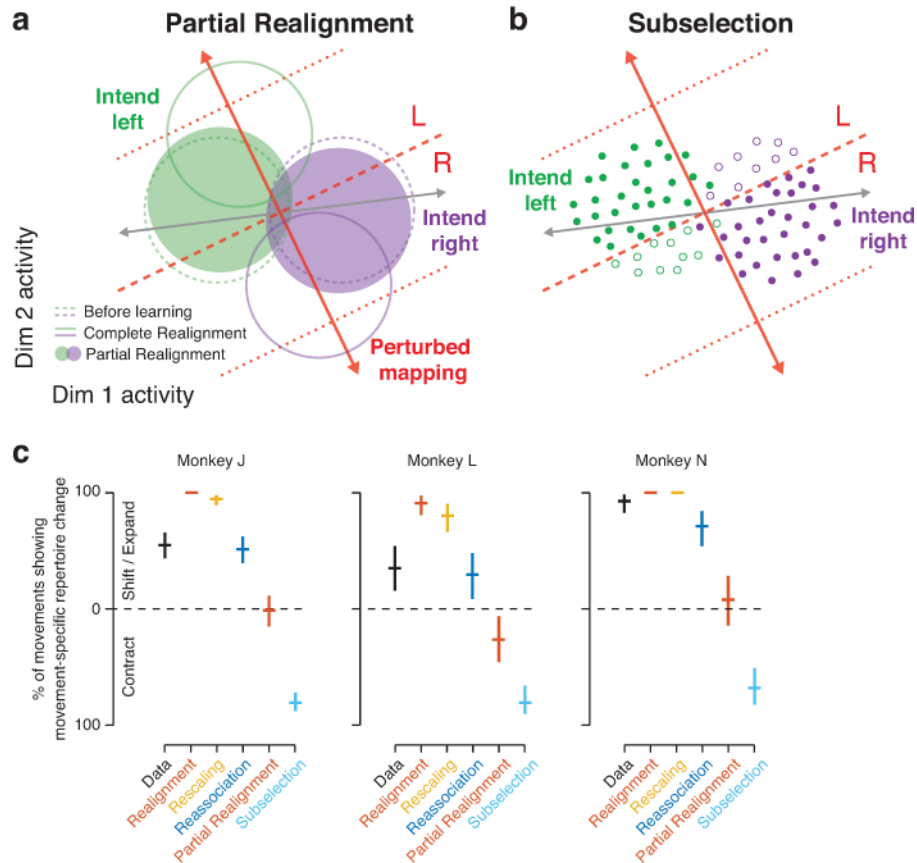 a
Partial Realignment
Intend
left
L
R
Intend
right
Before learning
Complete Realignment
Partial Realignment
Perturbed
mapping
Dim 2 activity
Dim 1 activity
b
Subselection
L
R
Intend
left
Intend
right
c
% of movements showing
movement-specific repertoire change
Shift / Expand
Contract
100
0
100
Monkey J
Data
Realignment
Rescaling
Reassociation
Partial Realignment
Subselection
Monkey L
Data
Realignment
Rescaling
Reassociation
Partial Realignment
Subselection
Monkey N
Data
Realignment
Rescaling
Reassociation
Partial Realignment
Subselection